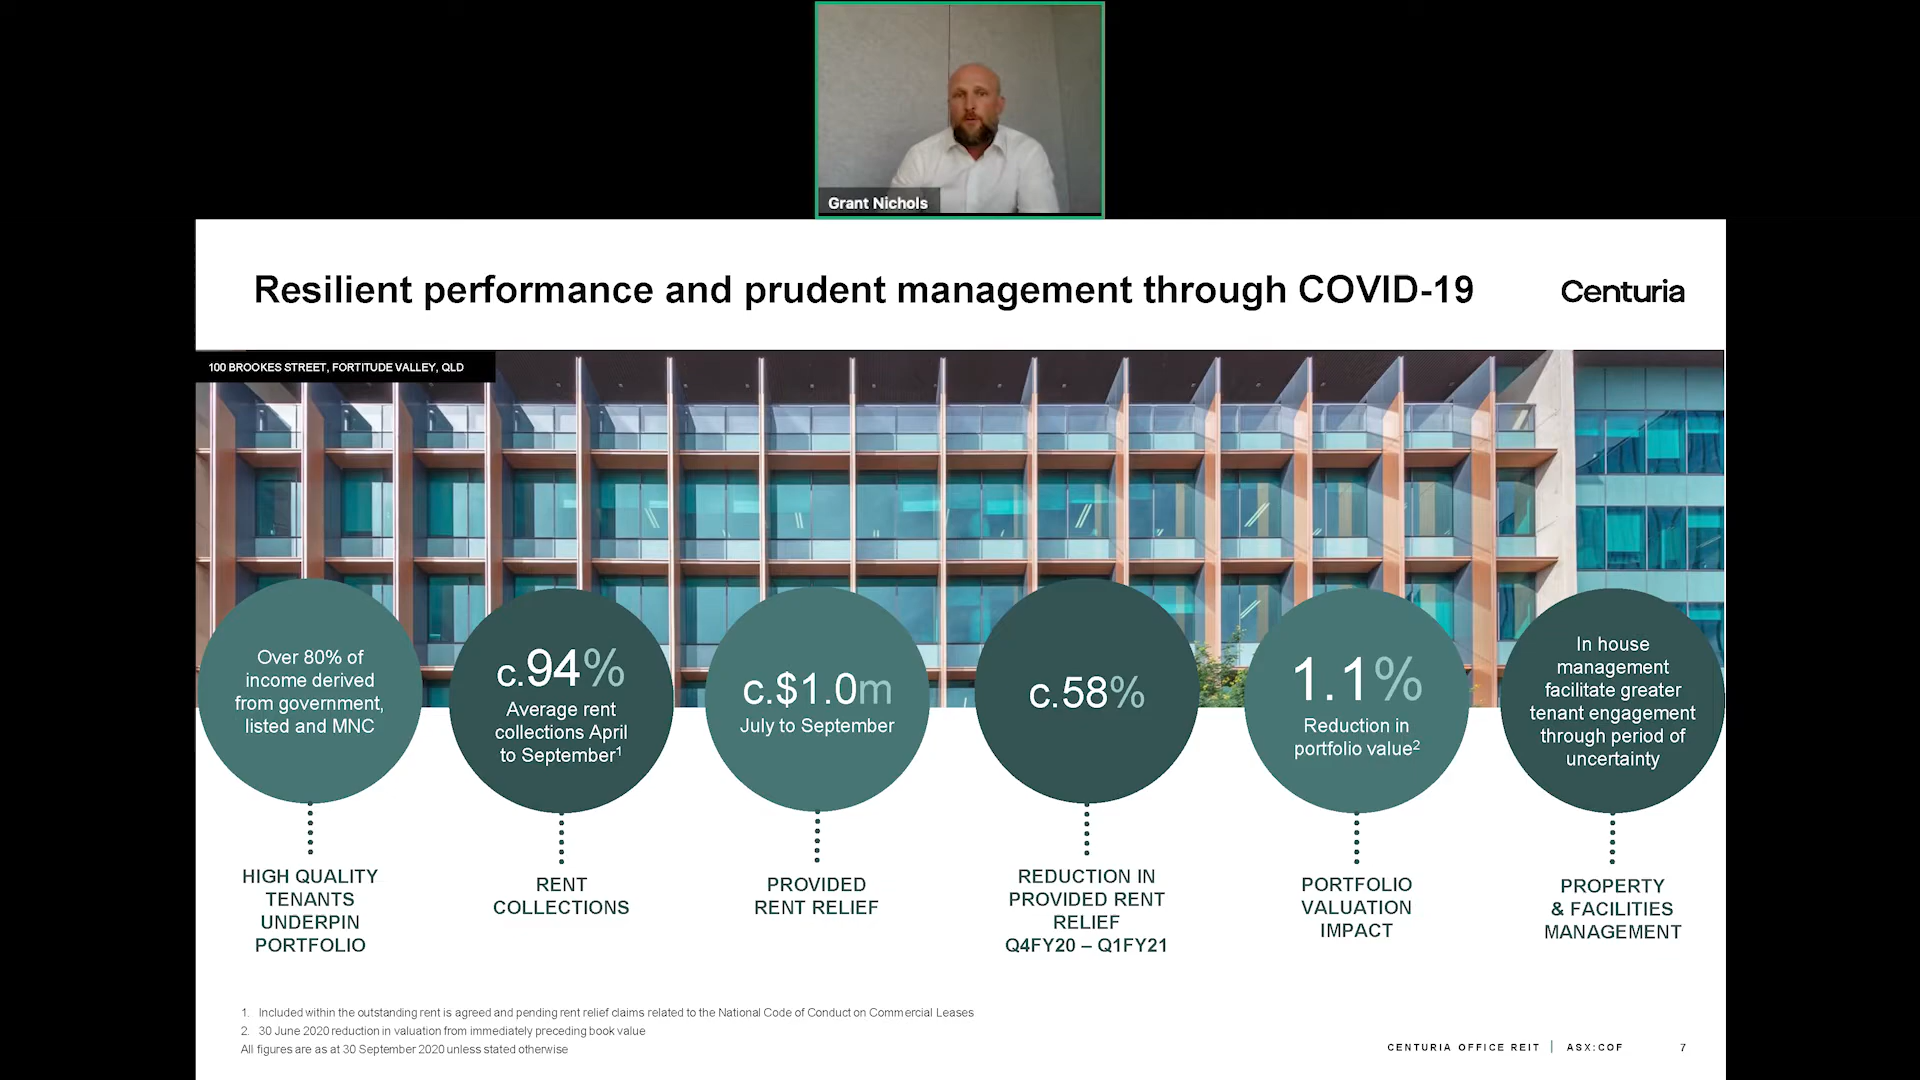 Grant Nichols
Resilient performance and prudent management through COVID-19
Centuria
100 BROOKES STREET, FORTITUDE VALLEY, QLD
Over 80% of
income derived
from government,
listed and MNC
HIGH QUALITY
TENANTS
UNDERPIN
PORTFOLIO
c.94%
Average rent
collections April
to September¹
RENT
COLLECTIONS
c.$1.0m
July to September
PROVIDED
RENT RELIEF
c.58%
REDUCTION IN
PROVIDED RENT
RELIEF
Q4FY20 – Q1FY21
1.1%
Reduction in
portfolio value²
PORTFOLIO
VALUATION
IMPACT
In house
management
facilitate greater
tenant engagement
through period of
uncertainty
PROPERTY
& FACILITIES
MANAGEMENT
1. Included within the outstanding rent is agreed and pending rent relief claims related to the National Code of Conduct on Commercial Leases
2. 30 June 2020 reduction in valuation from immediately preceding book value
All figures are as at 30 September 2020 unless stated otherwise
CENTURIA OFFICE REIT | ASX:COF 7